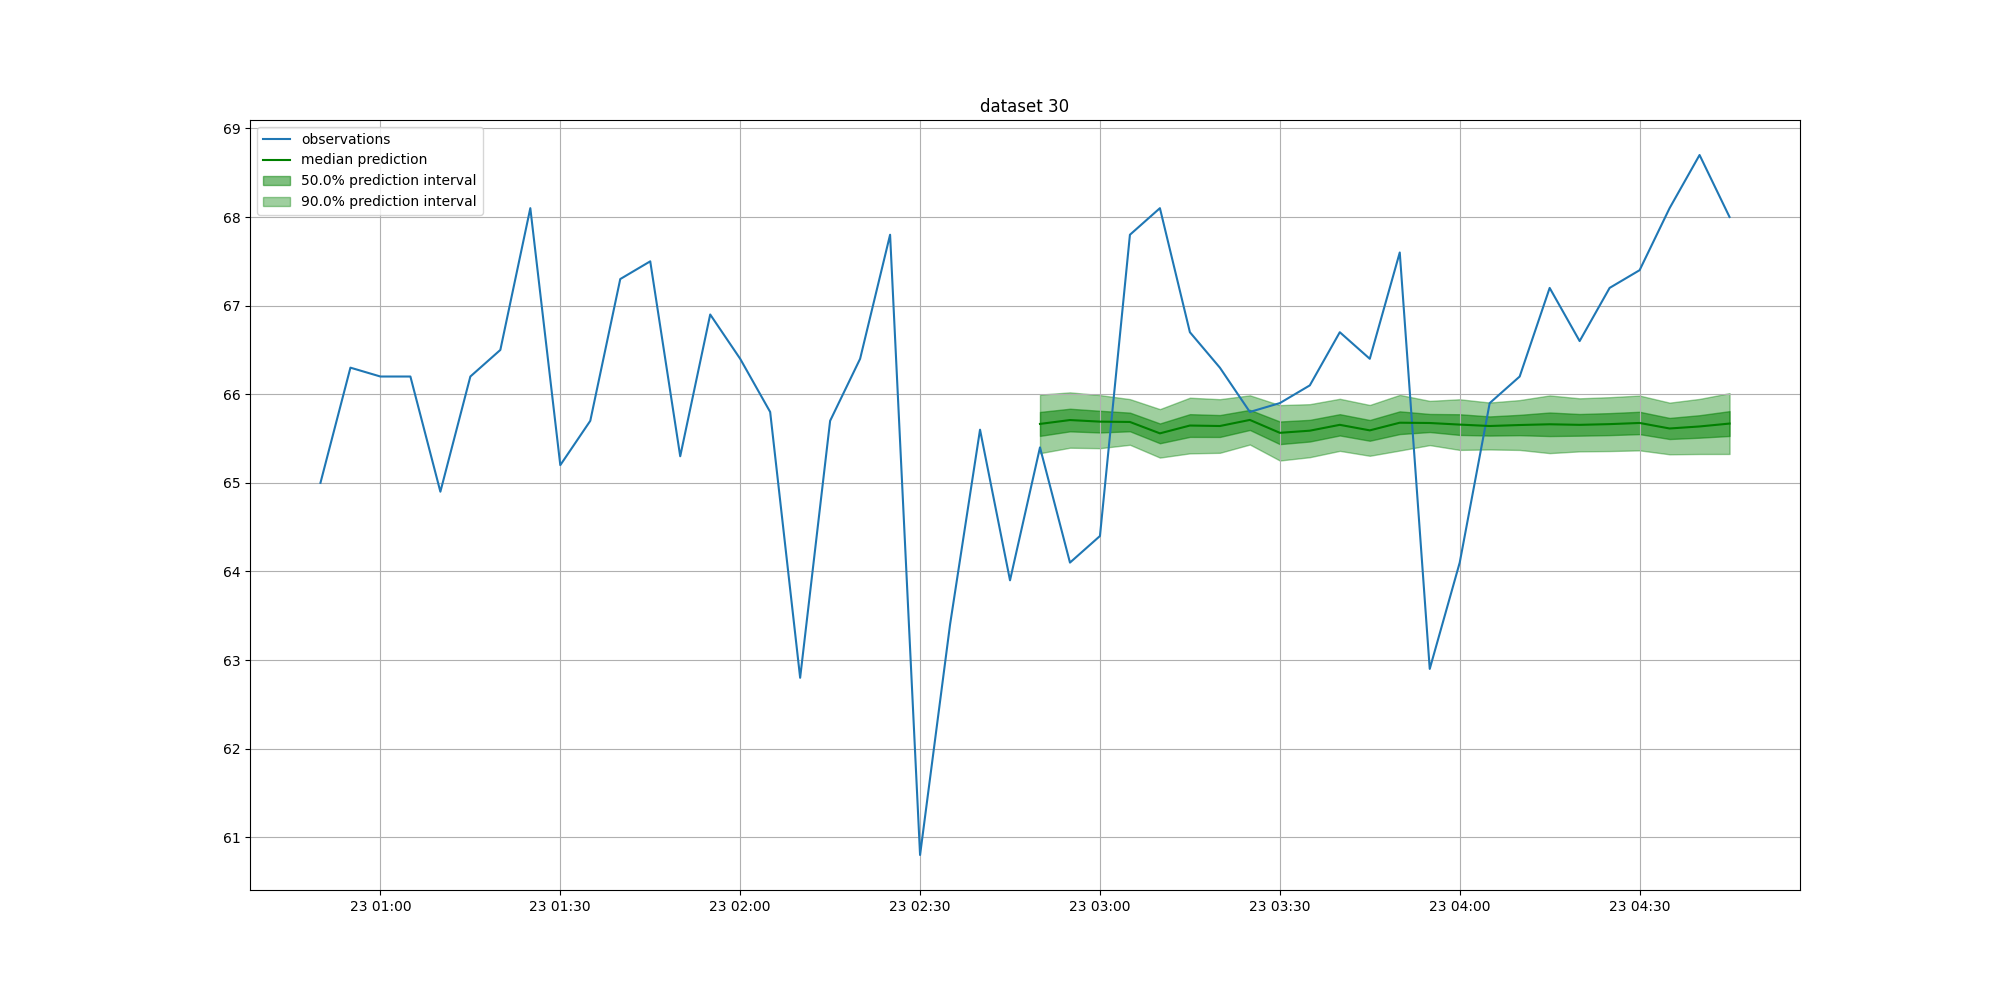 dataset 30
69
68
67
66
65
64
63
62
61
observations
median prediction
50.0% prediction interval
90.0% prediction interval
23 01:00 23 01:30 23 02:00 23 02:30 23 03:00 23 03:30 23 04:00 23 04:30